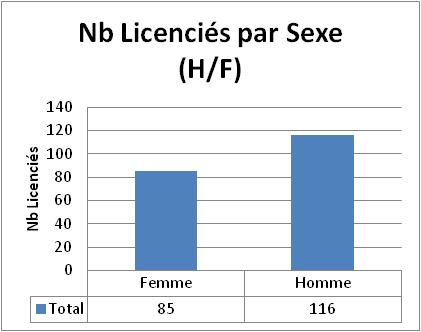 Nb Licenciés par Sexe
(H/F)
Nb Licenciés
140
120
100
80
60
40
20
0
Femme Homme
Total 85 116